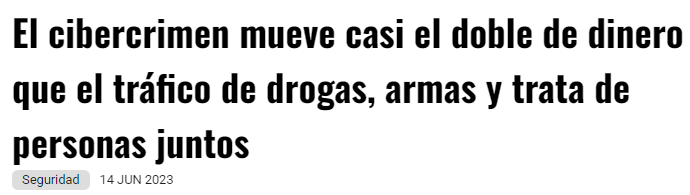 El cibercrimen mueve casi el doble de dinero
que el tráfico de drogas, armas y trata de
personas juntos
Seguridad 14 JUN 2023